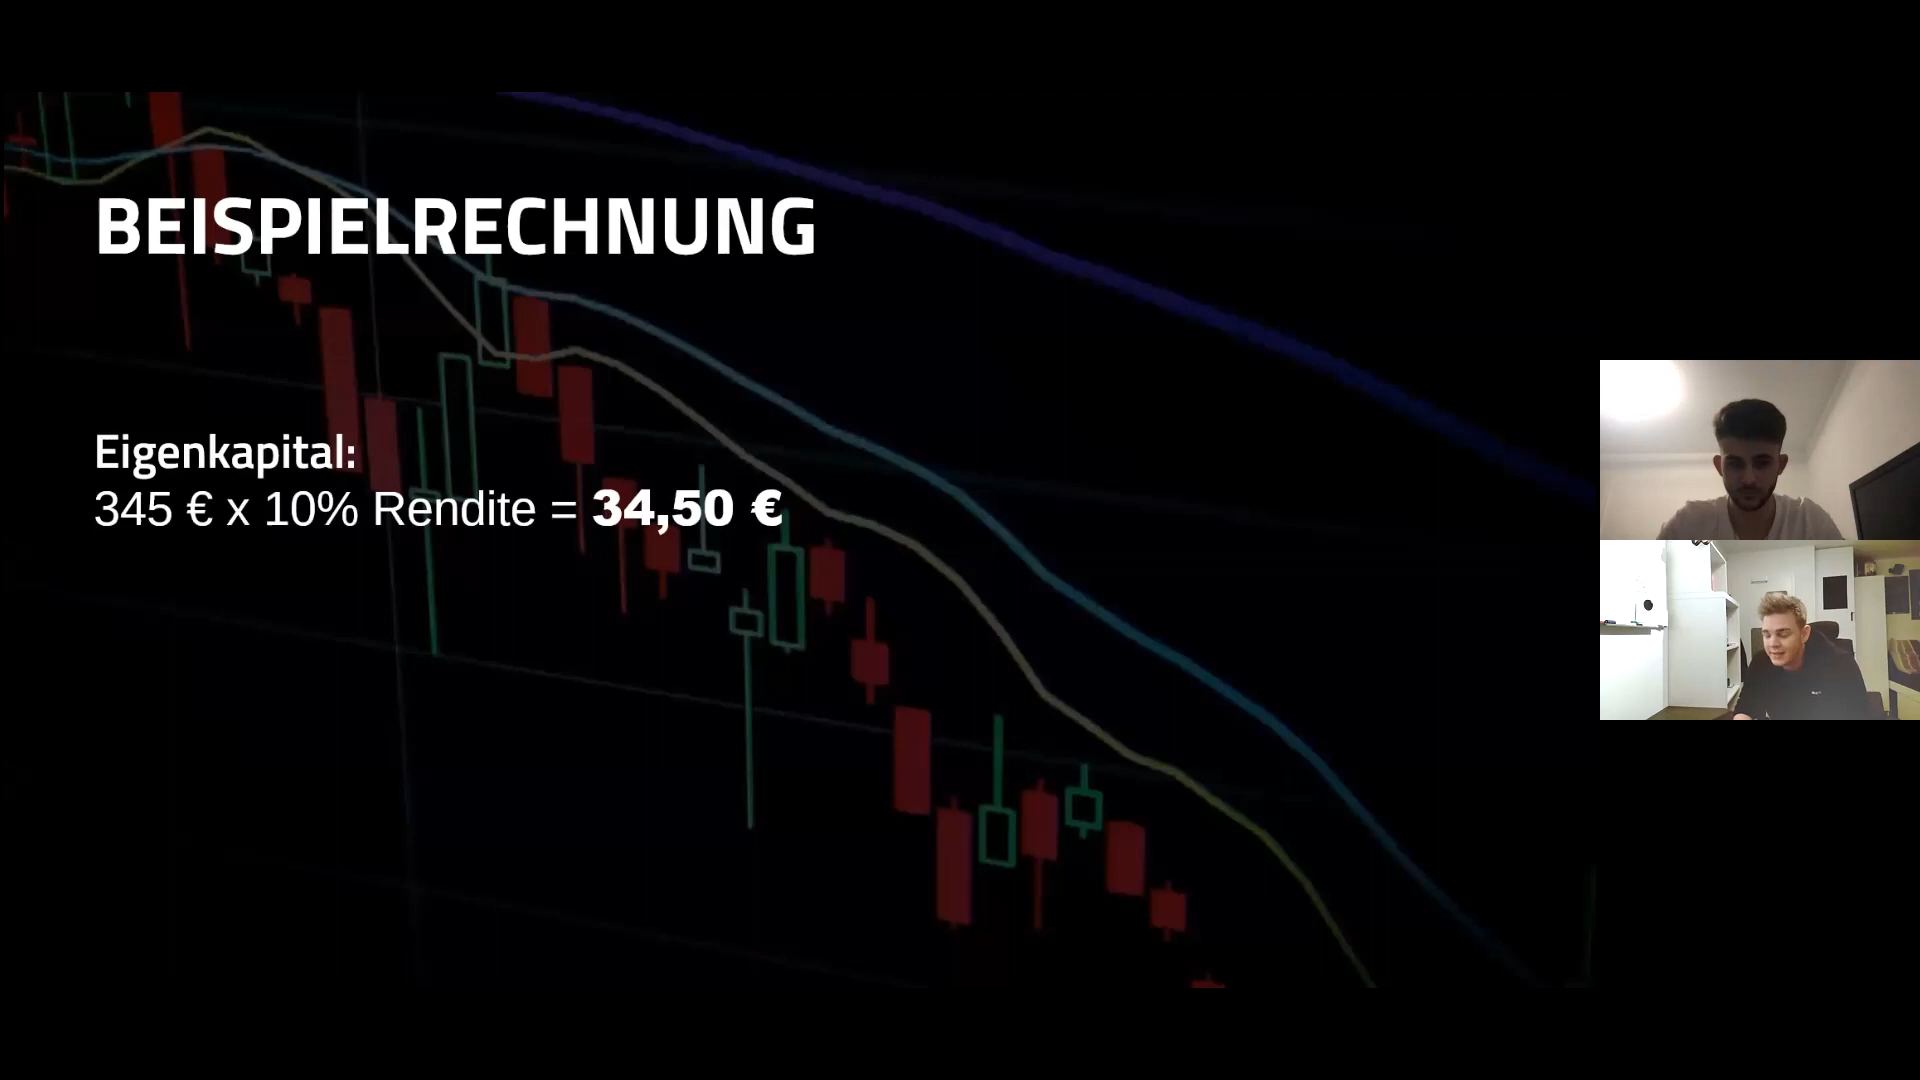 BEISPIELRECHNUNG
Eigenkapital:
345 € x 10% Rendite = 34,50 €